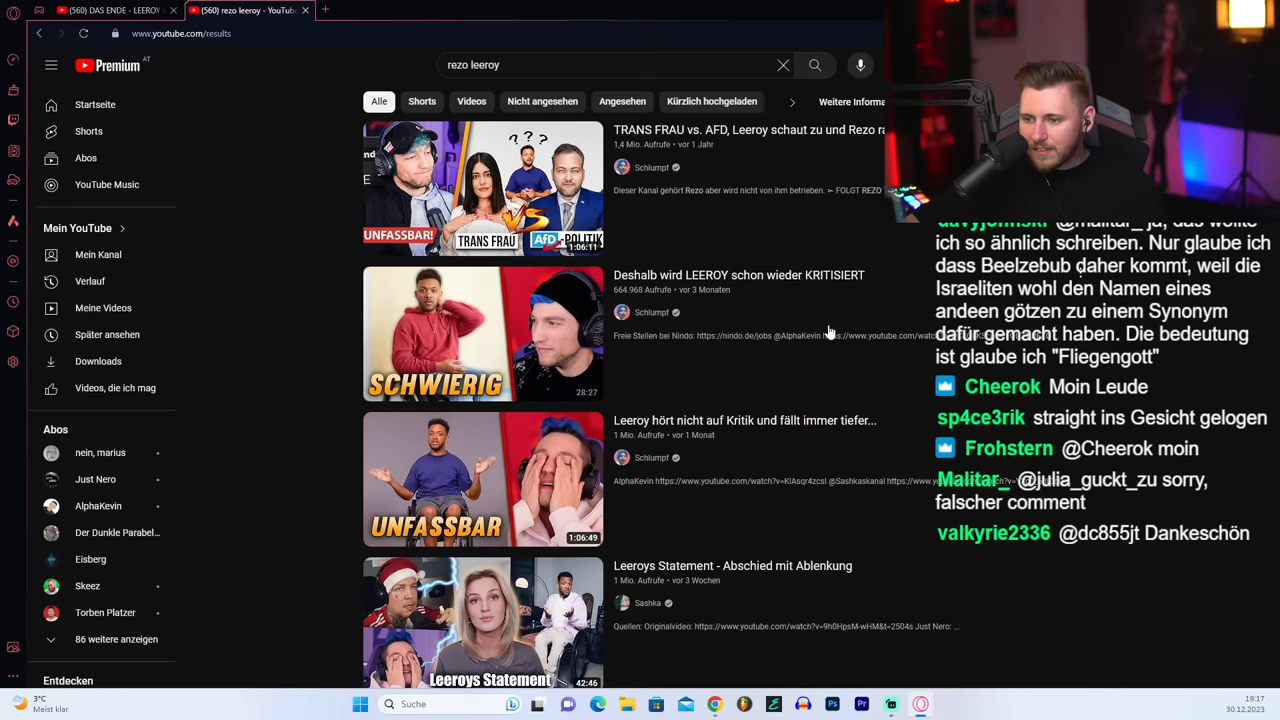 (560) DAS ENDE - LEEROY
(560) rezo leeroy - YouTub
www.youtube.com/results
Premium AT
rezo leeroy
Alle
Shorts
Videos
Nicht angesehen
Angesehen
Kürzlich hochgeladen
Weitere Informa
Startseite
Shorts
Abos
YouTube Music
Mein YouTube
Mein Kanal
Verlauf
Meine Videos
Später ansehen
Downloads
Videos, die ich mag
Abos
nein, marius
Just Nero
AlphaKevin
Der Dunkle Parabel...
Eisberg
Skeez
Torben Platzer
86 weitere anzeigen
Entdecken
???
UNFASSBAR!
TRANS FRAU
VS
AfD POLITIK
1:06:11
TRANS FRAU vs. AFD, Leeroy schaut zu und Rezo ra
1,4 Mio. Aufrufe • vor 1 Jahr
Schlumpf
Dieser Kanal gehört Rezo aber wird nicht von ihm betrieben. ➳ FOLGT REZO
SCHWIERIG
28:27
Deshalb wird LEEROY schon wieder KRITISIERT
664.968 Aufrufe • vor 3 Monaten
Schlumpf
Freie Stellen bei Nindo: https://nindo.de/jobs @AlphaKevin
UNFASSBAR
1:06:49
Leeroy hört nicht auf Kritik und fällt immer tiefer...
1 Mio. Aufrufe • vor 1 Monat
Schlumpf
AlphaKevin https://www.youtube.com/watch?v=KlAsqr4zcsI @Sashkaskanal
Leeroys Statement
42:46
Leeroys Statement - Abschied mit Ablenkung
1 Mio. Aufrufe • vor 3 Wochen
Sashka
Quellen: Originalvideo: https://www.youtube.com/watch?v=9h0HpsM-wHM&t=2504s Just Nero: ...
ich so ähnlich schreiben. Nur glaube ich
dass Beelzebub daher kommt, weil die
Israeliten wohl den Namen eines
andeen götzen zu einem Synonym
dafür gemacht haben. Die bedeutung
ist glaube ich "Fliegengott"
Cheerok Moin Leude
sp4ce3rik straight ins Gesicht gelogen
Frohstern @Cheerok moin
Malitar_ @julia_guckt_zu sorry,
falscher comment
valkyrie2336 @dc855jt Dankeschön
3°C
Meist klar
Suche
19:17
30.12.2023